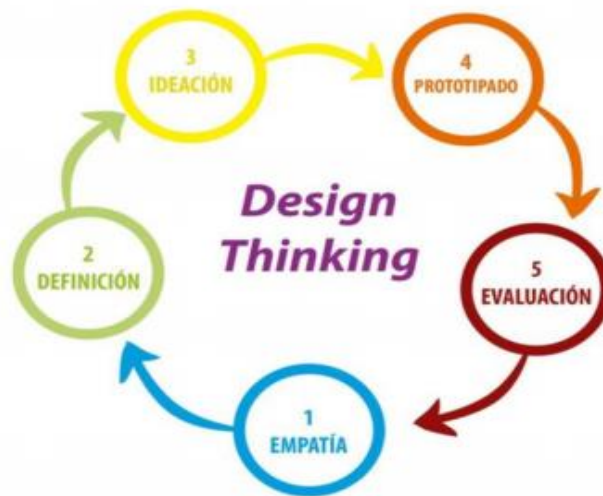 3
IDEACIÓN
4
PROTOTIPADO
Design
Thinking
2
DEFINICIÓN
5
EVALUACIÓN
1
EMPATÍA